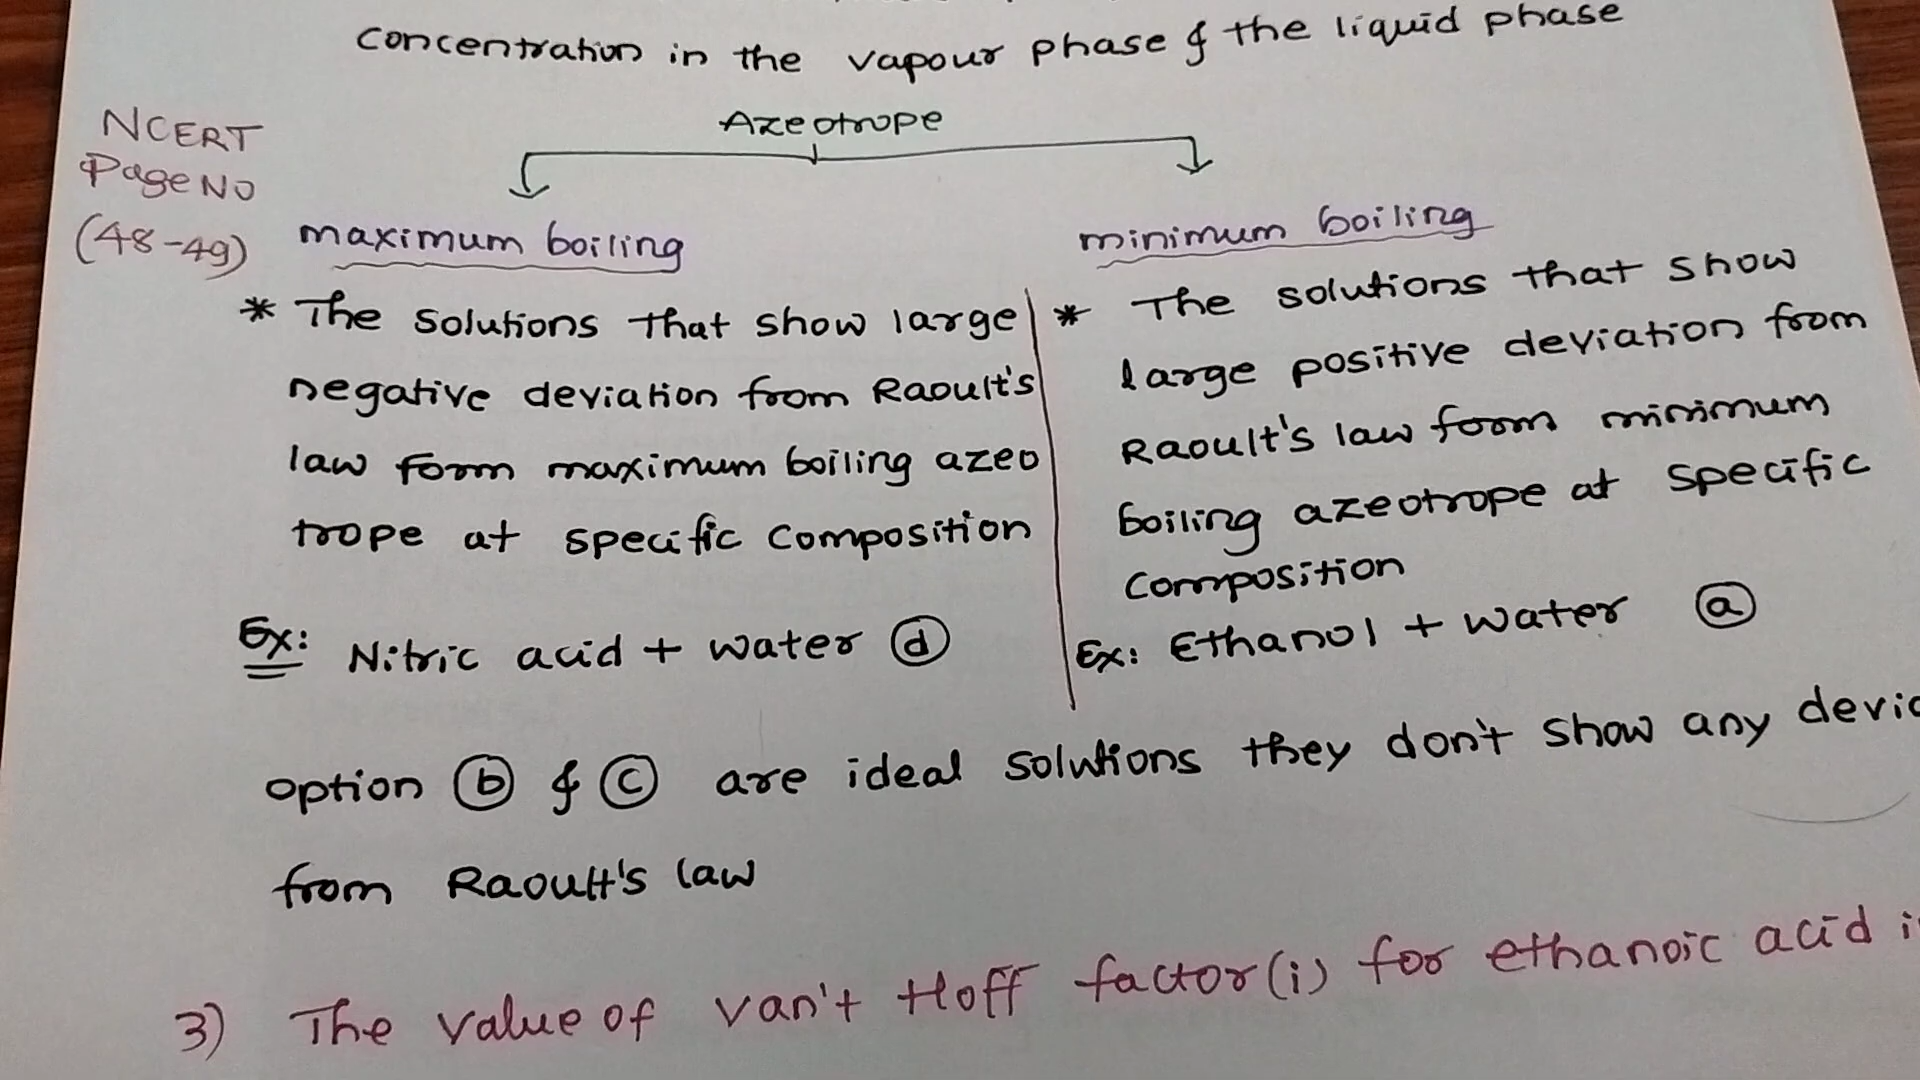 concentration in the vapour phase & the liquid phase
Azeotrope
NCERT
Page No
(48-49)
maximum boiling
* The solutions that show large
negative deviation from Raoult's
law form maximum boiling azeo
trope at specific composition
Ex: Nitric acid + water ⓓ
minimum boiling
* The solutions that show
large positive deviation from
Raoult's law form minimum
boiling azeotrope at specific
composition
Ex: Ethanol + water ⓐ
option ⓑ & ⓒ are ideal solutions they don't show any devia
from Raoult's law
3) The value of van't Hoff factor(i) for ethanoic acid i